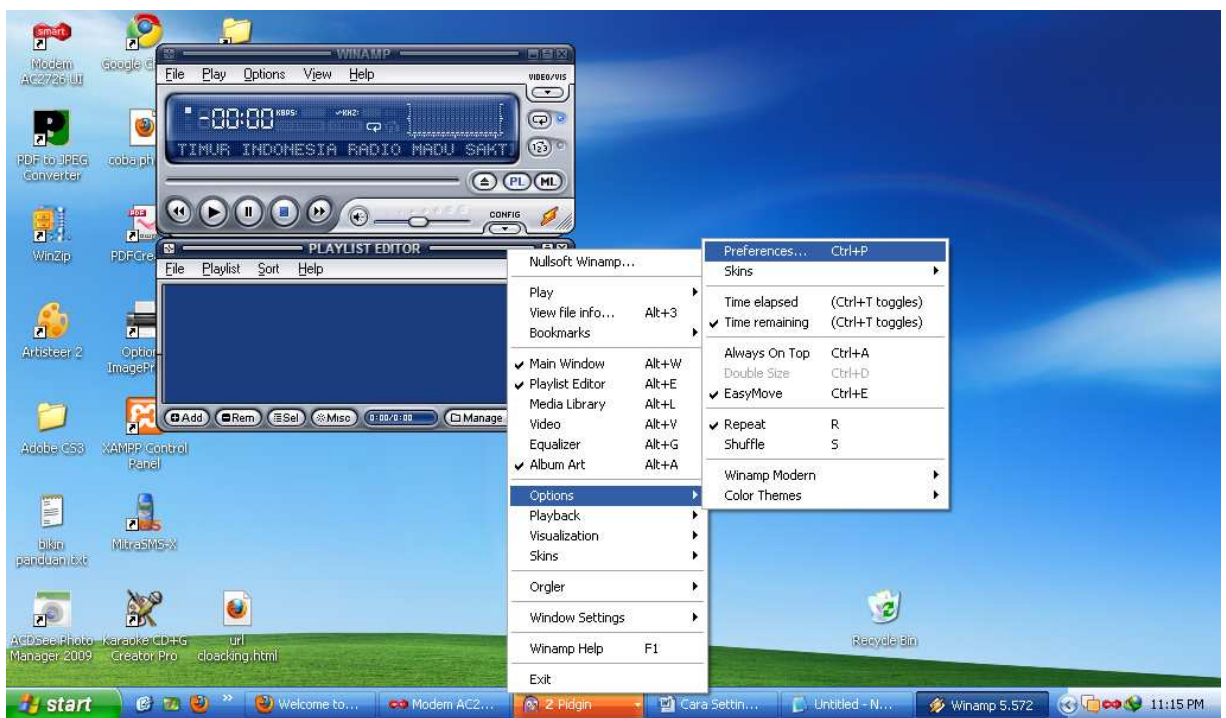 smart
Modem AC2726 UI
PDF to JPEG Converter
coba ph
WinZip
PDFCre
Artisteer 2
Option
ImagePr
Adobe CS3
XAMPP Control Panel
bikin panduan.txt
MitraSMS-X
ACDSee Photo Manager 2009
Karaoke CD+G Creator Pro
url cloacking.html
Recycle Bin
WINAMP
File Play Options View Help
VIDEO/VIS
-00:00 KBPS: KHZ:
TIMUR INDONESIA RADIO MADU SAKTI
PL ML
CONFIG
PLAYLIST EDITOR
File Playlist Sort Help
Add Rem Sel Misc 0:00/0:00 Manage
Nullsoft Winamp...
Play
View file info... Alt+3
Bookmarks
Main Window Alt+W
Playlist Editor Alt+E
Media Library Alt+L
Video Alt+V
Equalizer Alt+G
Album Art Alt+A
Options
Playback
Visualization
Skins
Orgler
Window Settings
Winamp Help F1
Exit
Preferences... Ctrl+P
Skins
Time elapsed (Ctrl+T toggles)
Time remaining (Ctrl+T toggles)
Always On Top Ctrl+A
Double Size Ctrl+D
EasyMove Ctrl+E
Repeat R
Shuffle S
Winamp Modern
Color Themes
start
Welcome to...
Modem AC2...
2 Pidgin
Cara Settin...
Untitled - N...
Winamp 5.572
11:15 PM